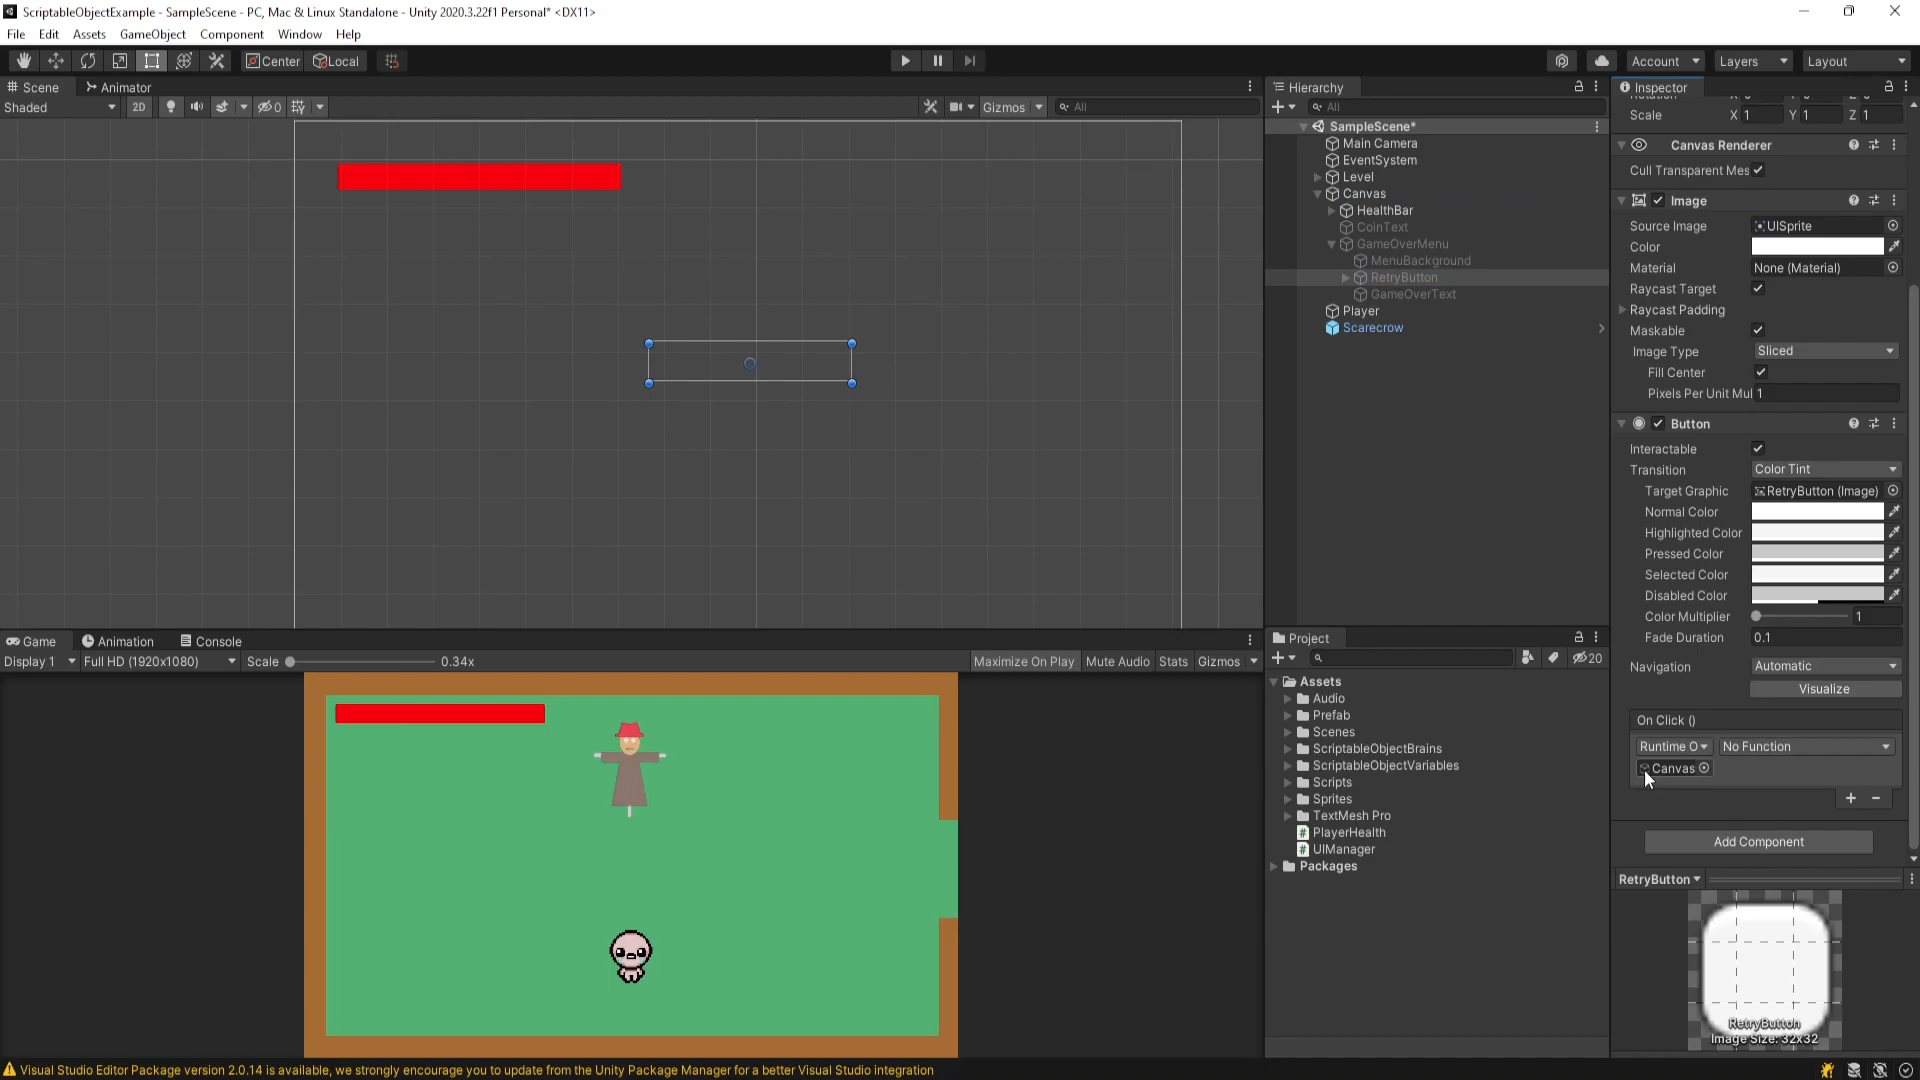 ScriptableObjectExample - SampleScene - PC, Mac & Linux Standalone - Unity 2020.3.22f1 Personal* <DX11>
File Edit Assets GameObject Component Window Help
Center Local Account Layers Layout
Scene Animator
Shaded 2D 0 Gizmos All
Hierarchy
All
SampleScene*
Main Camera
EventSystem
Level
Canvas
HealthBar
CoinText
GameOverMenu
MenuBackground
RetryButton
GameOverText
Player
Scarecrow
Inspector
Scale X 1 Y 1 Z 1
Canvas Renderer
Cull Transparent Mes
Image
Source Image UISprite
Color
Material None (Material)
Raycast Target
Raycast Padding
Maskable
Image Type Sliced
Fill Center
Pixels Per Unit Mul 1
Button
Interactable
Transition Color Tint
Target Graphic RetryButton (Image)
Normal Color
Highlighted Color
Pressed Color
Selected Color
Disabled Color
Color Multiplier 1
Fade Duration 0.1
Navigation Automatic
Visualize
On Click ()
Runtime O No Function
Canvas
Add Component
RetryButton
RetryButton
Image Size: 32x32
Game Animation Console
Display 1 Full HD (1920x1080) Scale 0.34x Maximize On Play Mute Audio Stats Gizmos
Project
20
Assets
Audio
Prefab
Scenes
ScriptableObjectBrains
ScriptableObjectVariables
Scripts
Sprites
TextMesh Pro
PlayerHealth
UIManager
Packages
Visual Studio Editor Package version 2.0.14 is available, we strongly encourage you to update from the Unity Package Manager for a better Visual Studio integration